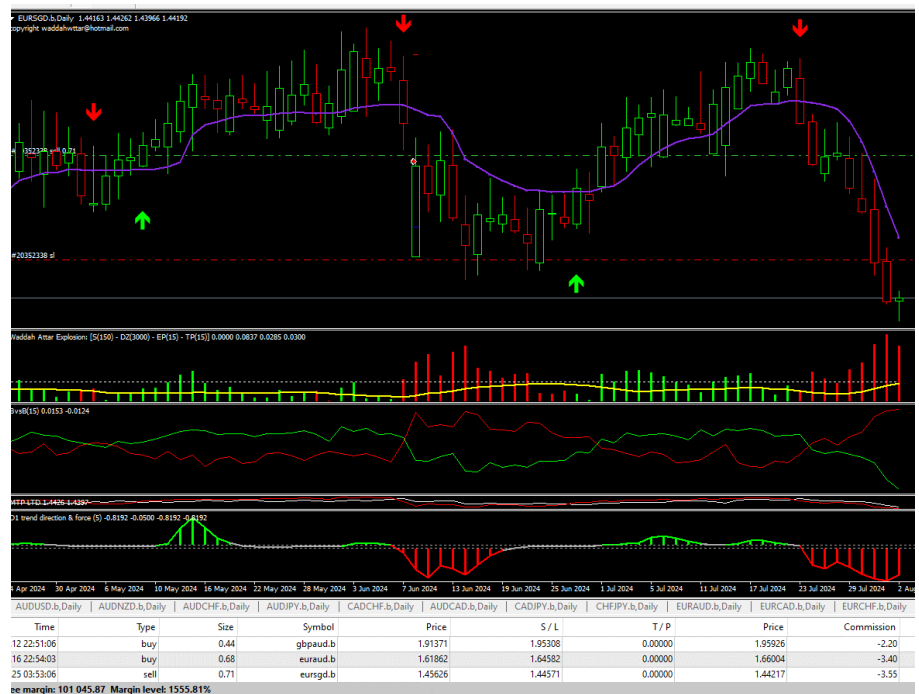 EURSGD.b,Daily 1.44163 1.44262 1.43966 1.44192
copyright waddahwttar@hotmail.com
sell 0.71
#20352338 sl
Waddah Attar Explosion: [S(150) - DZ(3000) - EP(15) - TP(15)] 0.0000 0.0837 0.0285 0.0300
BvsB(15) 0.0153 -0.0124
MTP LTD 1.4426 1.4397
D1 trend direction & force (5) -0.8192 -0.0500 -0.8192 -0.8192
Apr 2024 30 Apr 2024 6 May 2024 10 May 2024 16 May 2024 22 May 2024 28 May 2024 3 Jun 2024 7 Jun 2024 13 Jun 2024 19 Jun 2024 25 Jun 2024 1 Jul 2024 5 Jul 2024 11 Jul 2024 17 Jul 2024 23 Jul 2024 29 Jul 2024 2 Aug
AUDUSD.b,Daily | AUDNZD.b,Daily | AUDCHF.b,Daily | AUDJPY.b,Daily | CADCHF.b,Daily | AUDCAD.b,Daily | CADJPY.b,Daily | CHFJPY.b,Daily | EURAUD.b,Daily | EURCAD.b,Daily | EURCHF.b,Daily
Time Type Size Symbol Price S / L T / P Price Commission
12 22:51:06 buy 0.44 gbpaud.b 1.91371 1.95308 0.00000 1.95926 -2.20
16 22:54:03 buy 0.68 euraud.b 1.61862 1.64582 0.00000 1.66004 -3.40
25 03:53:06 sell 0.71 eursgd.b 1.45626 1.44571 0.00000 1.44217 -3.55
ee margin: 101 045.87 Margin level: 1555.81%